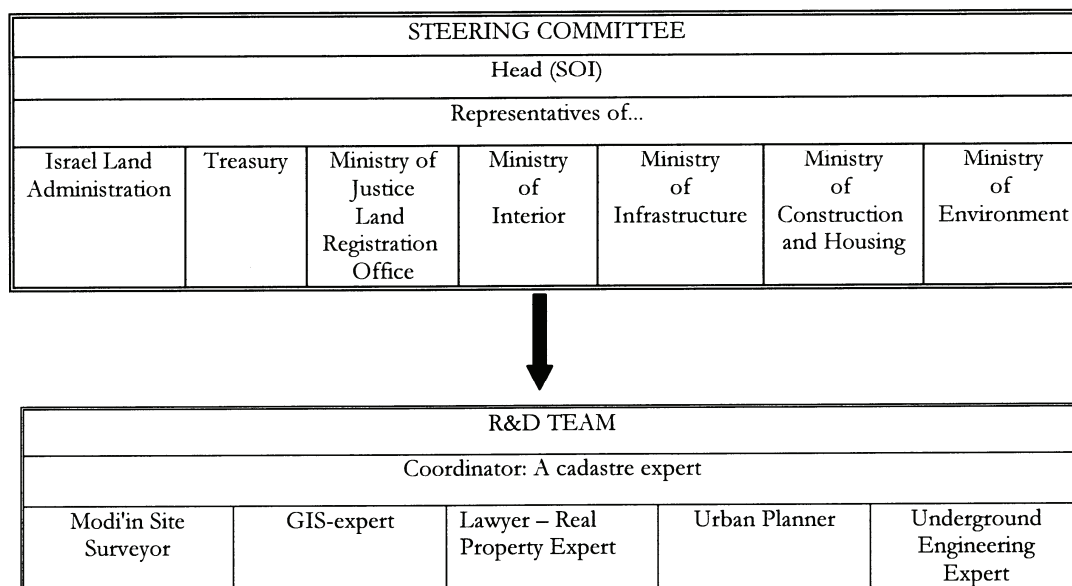 STEERING COMMITTEE
Head (SOI)
Representatives of...
Israel Land
Administration
Treasury
Ministry of
Justice
Land
Registration
Office
Ministry
of
Interior
Ministry
of
Infrastructure
Ministry
of
Construction
and Housing
Ministry
of
Environment
R&D TEAM
Coordinator: A cadastre expert
Modi'in Site
Surveyor
GIS-expert
Lawyer – Real
Property Expert
Urban Planner
Underground
Engineering
Expert